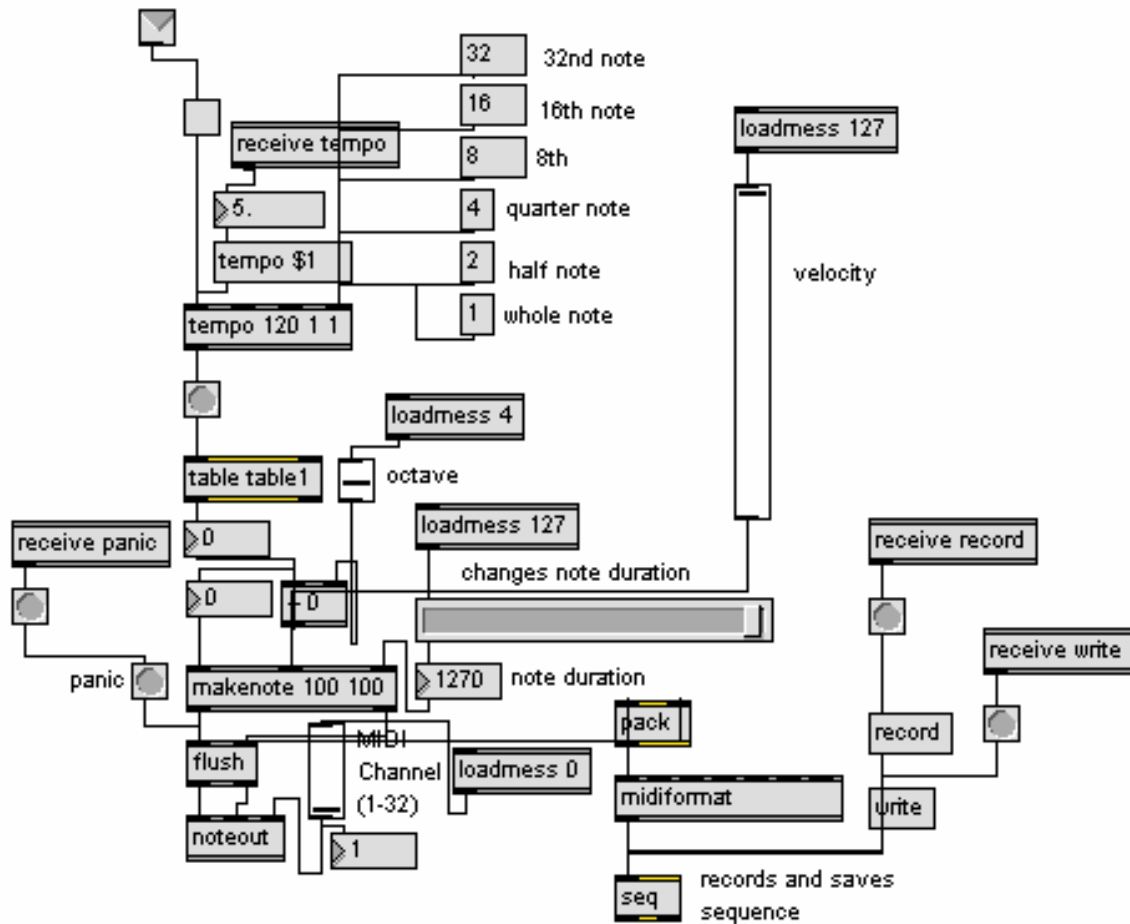 32
32nd note
16
16th note
loadmess 127
receive tempo
8
8th
5.
4
quarter note
tempo $1
2
half note
velocity
1
whole note
tempo 120 1 1
loadmess 4
table table1
octave
loadmess 127
receive panic
0
receive record
changes note duration
0
0
receive write
panic
makenote 100 100
1270
note duration
pack
record
flush
MIDI
Channel
(1-32)
loadmess 0
midiformat
write
noteout
1
seq
records and saves
sequence